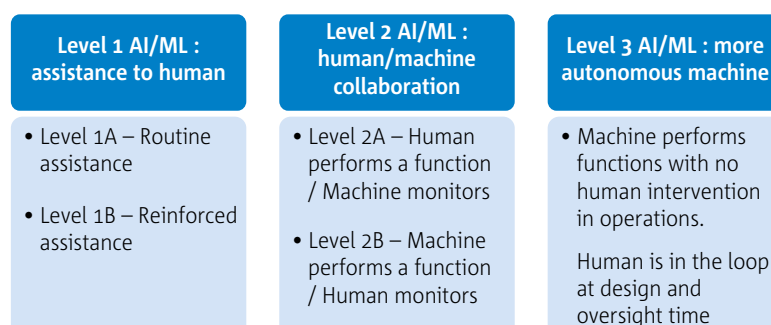 Level 1 AI/ML :
assistance to human
• Level 1A – Routine
assistance
• Level 1B – Reinforced
assistance
Level 2 AI/ML :
human/machine
collaboration
• Level 2A – Human
performs a function
/ Machine monitors
• Level 2B – Machine
performs a function
/ Human monitors
Level 3 AI/ML : more
autonomous machine
• Machine performs
functions with no
human intervention
in operations.
Human is in the loop
at design and
oversight time